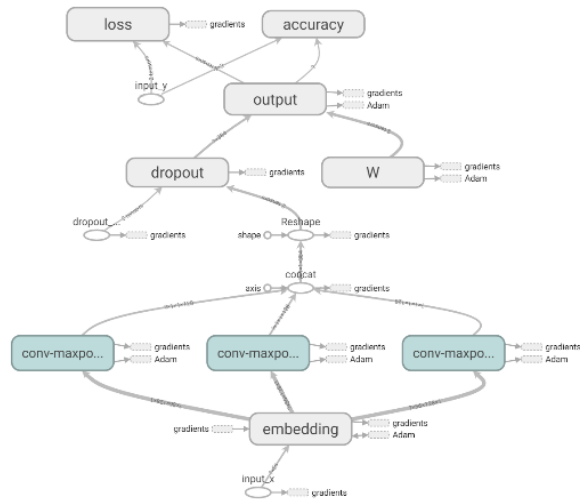 loss
gradients
accuracy
input_y
output
gradients
Adam
dropout
gradients
W
gradients
Adam
dropout_...
gradients
shape
Reshape
gradients
concat
axis
gradients
conv-maxpo...
gradients
Adam
conv-maxpo...
gradients
Adam
conv-maxpo...
gradients
Adam
gradients
embedding
gradients
Adam
input_x
gradients